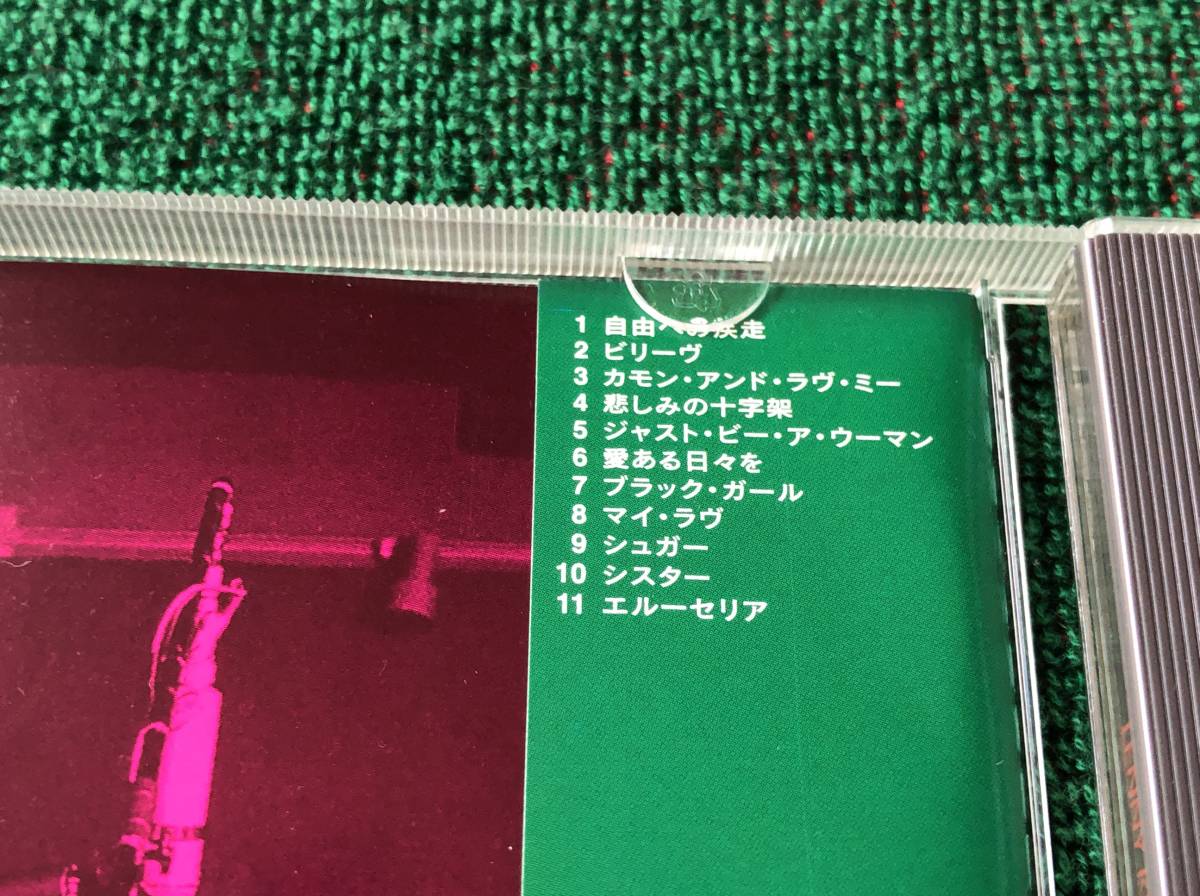 1 自由への疾走
2 ビリーヴ
3 カモン・アンド・ラヴ・ミー
4 悲しみの十字架
5 ジャスト・ビー・ア・ウーマン
6 愛ある日々を
7 ブラック・ガール
8 マイ・ラヴ
9 シュガー
10 シスター
11 エルーセリア